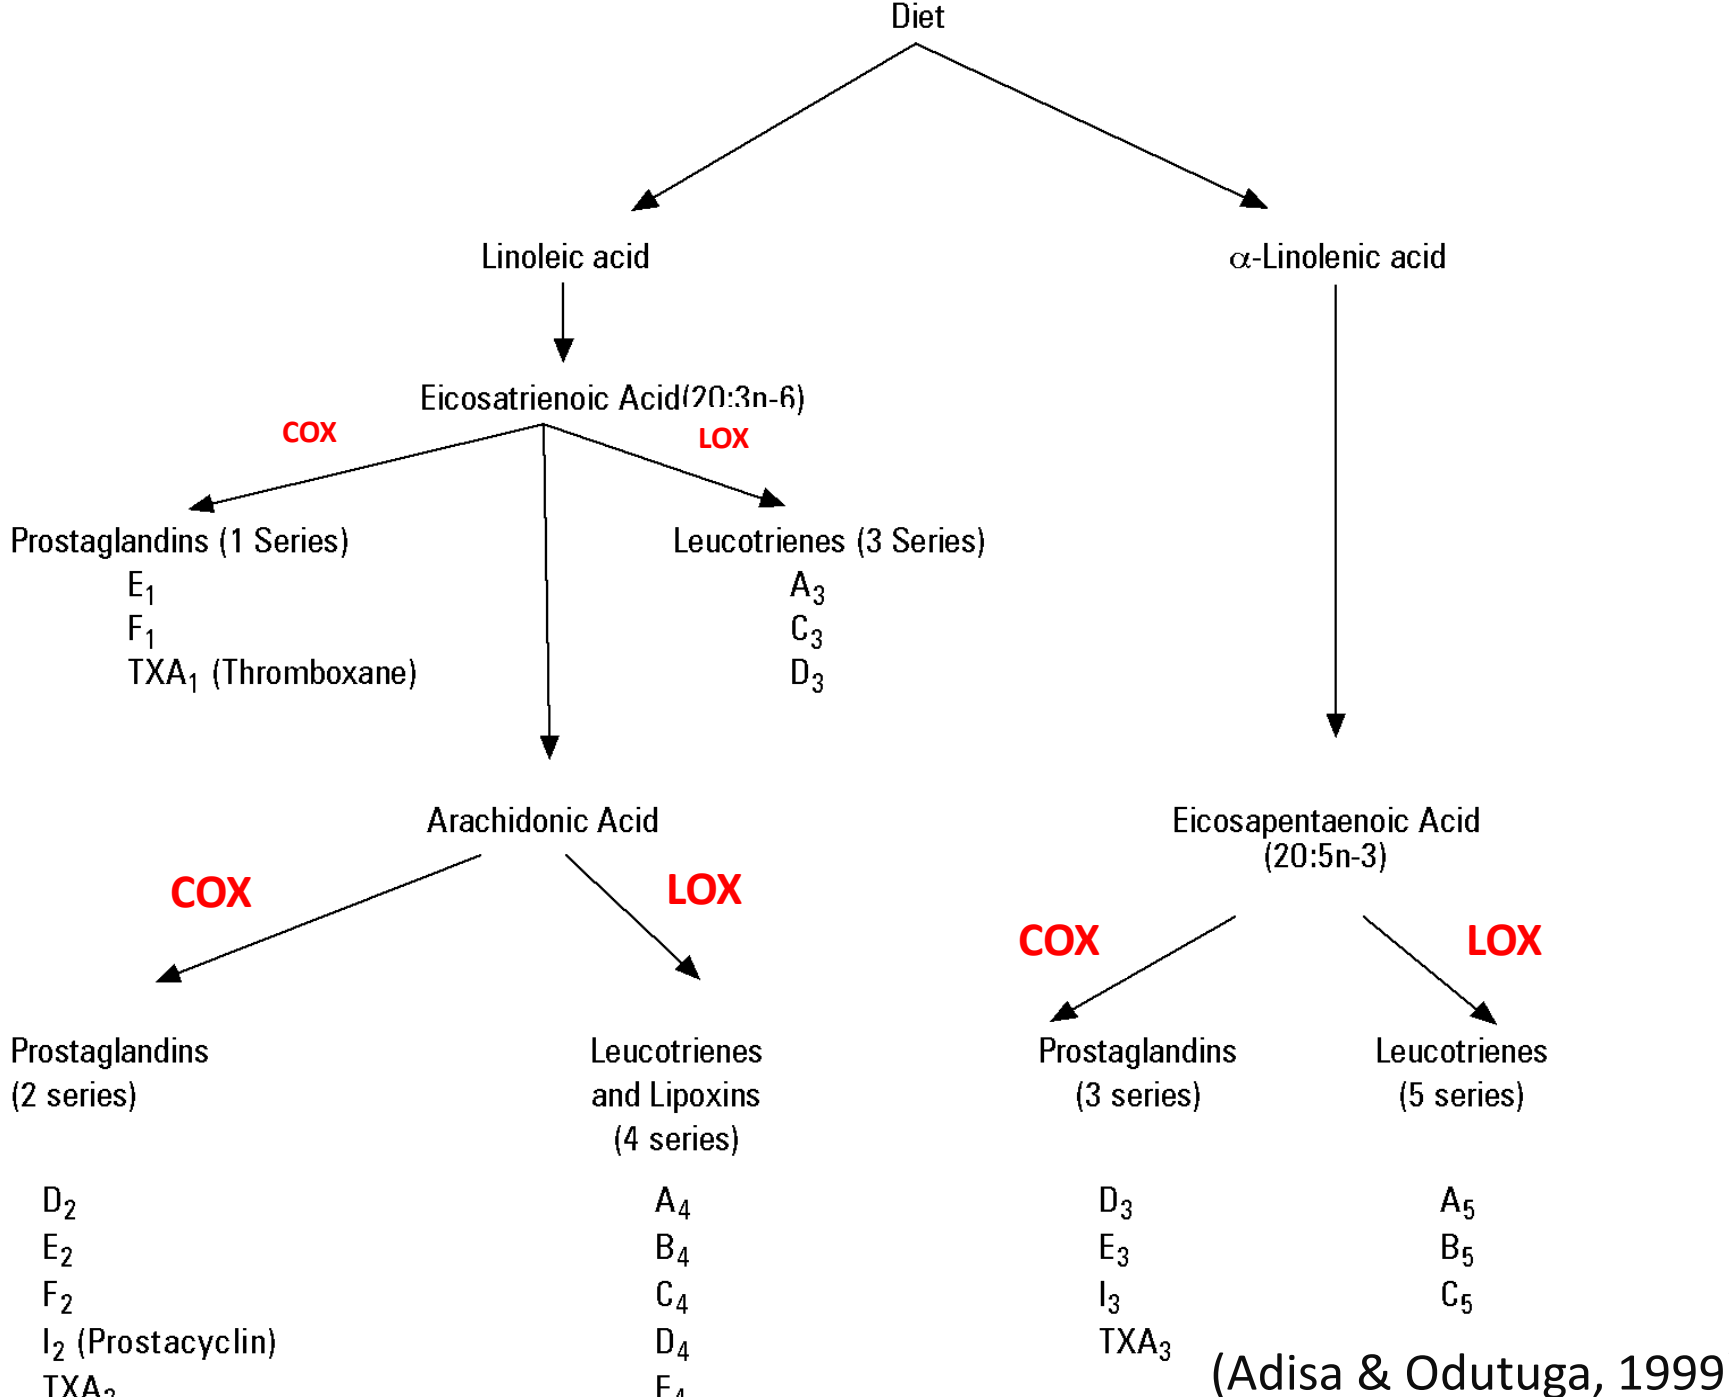 Diet
Linoleic acid
α-Linolenic acid
Eicosatrienoic Acid(20:3n-6)
COX
LOX
Prostaglandins (1 Series)
E1
F1
TXA1 (Thromboxane)
Leucotrienes (3 Series)
A3
C3
D3
Arachidonic Acid
Eicosapentaenoic Acid
(20:5n-3)
COX
LOX
COX
LOX
Prostaglandins
(2 series)
D2
E2
F2
I2 (Prostacyclin)
TXA2
Leucotrienes
and Lipoxins
(4 series)
A4
B4
C4
D4
E4
Prostaglandins
(3 series)
D3
E3
I3
TXA3
Leucotrienes
(5 series)
A5
B5
C5
(Adisa & Odutuga, 1999